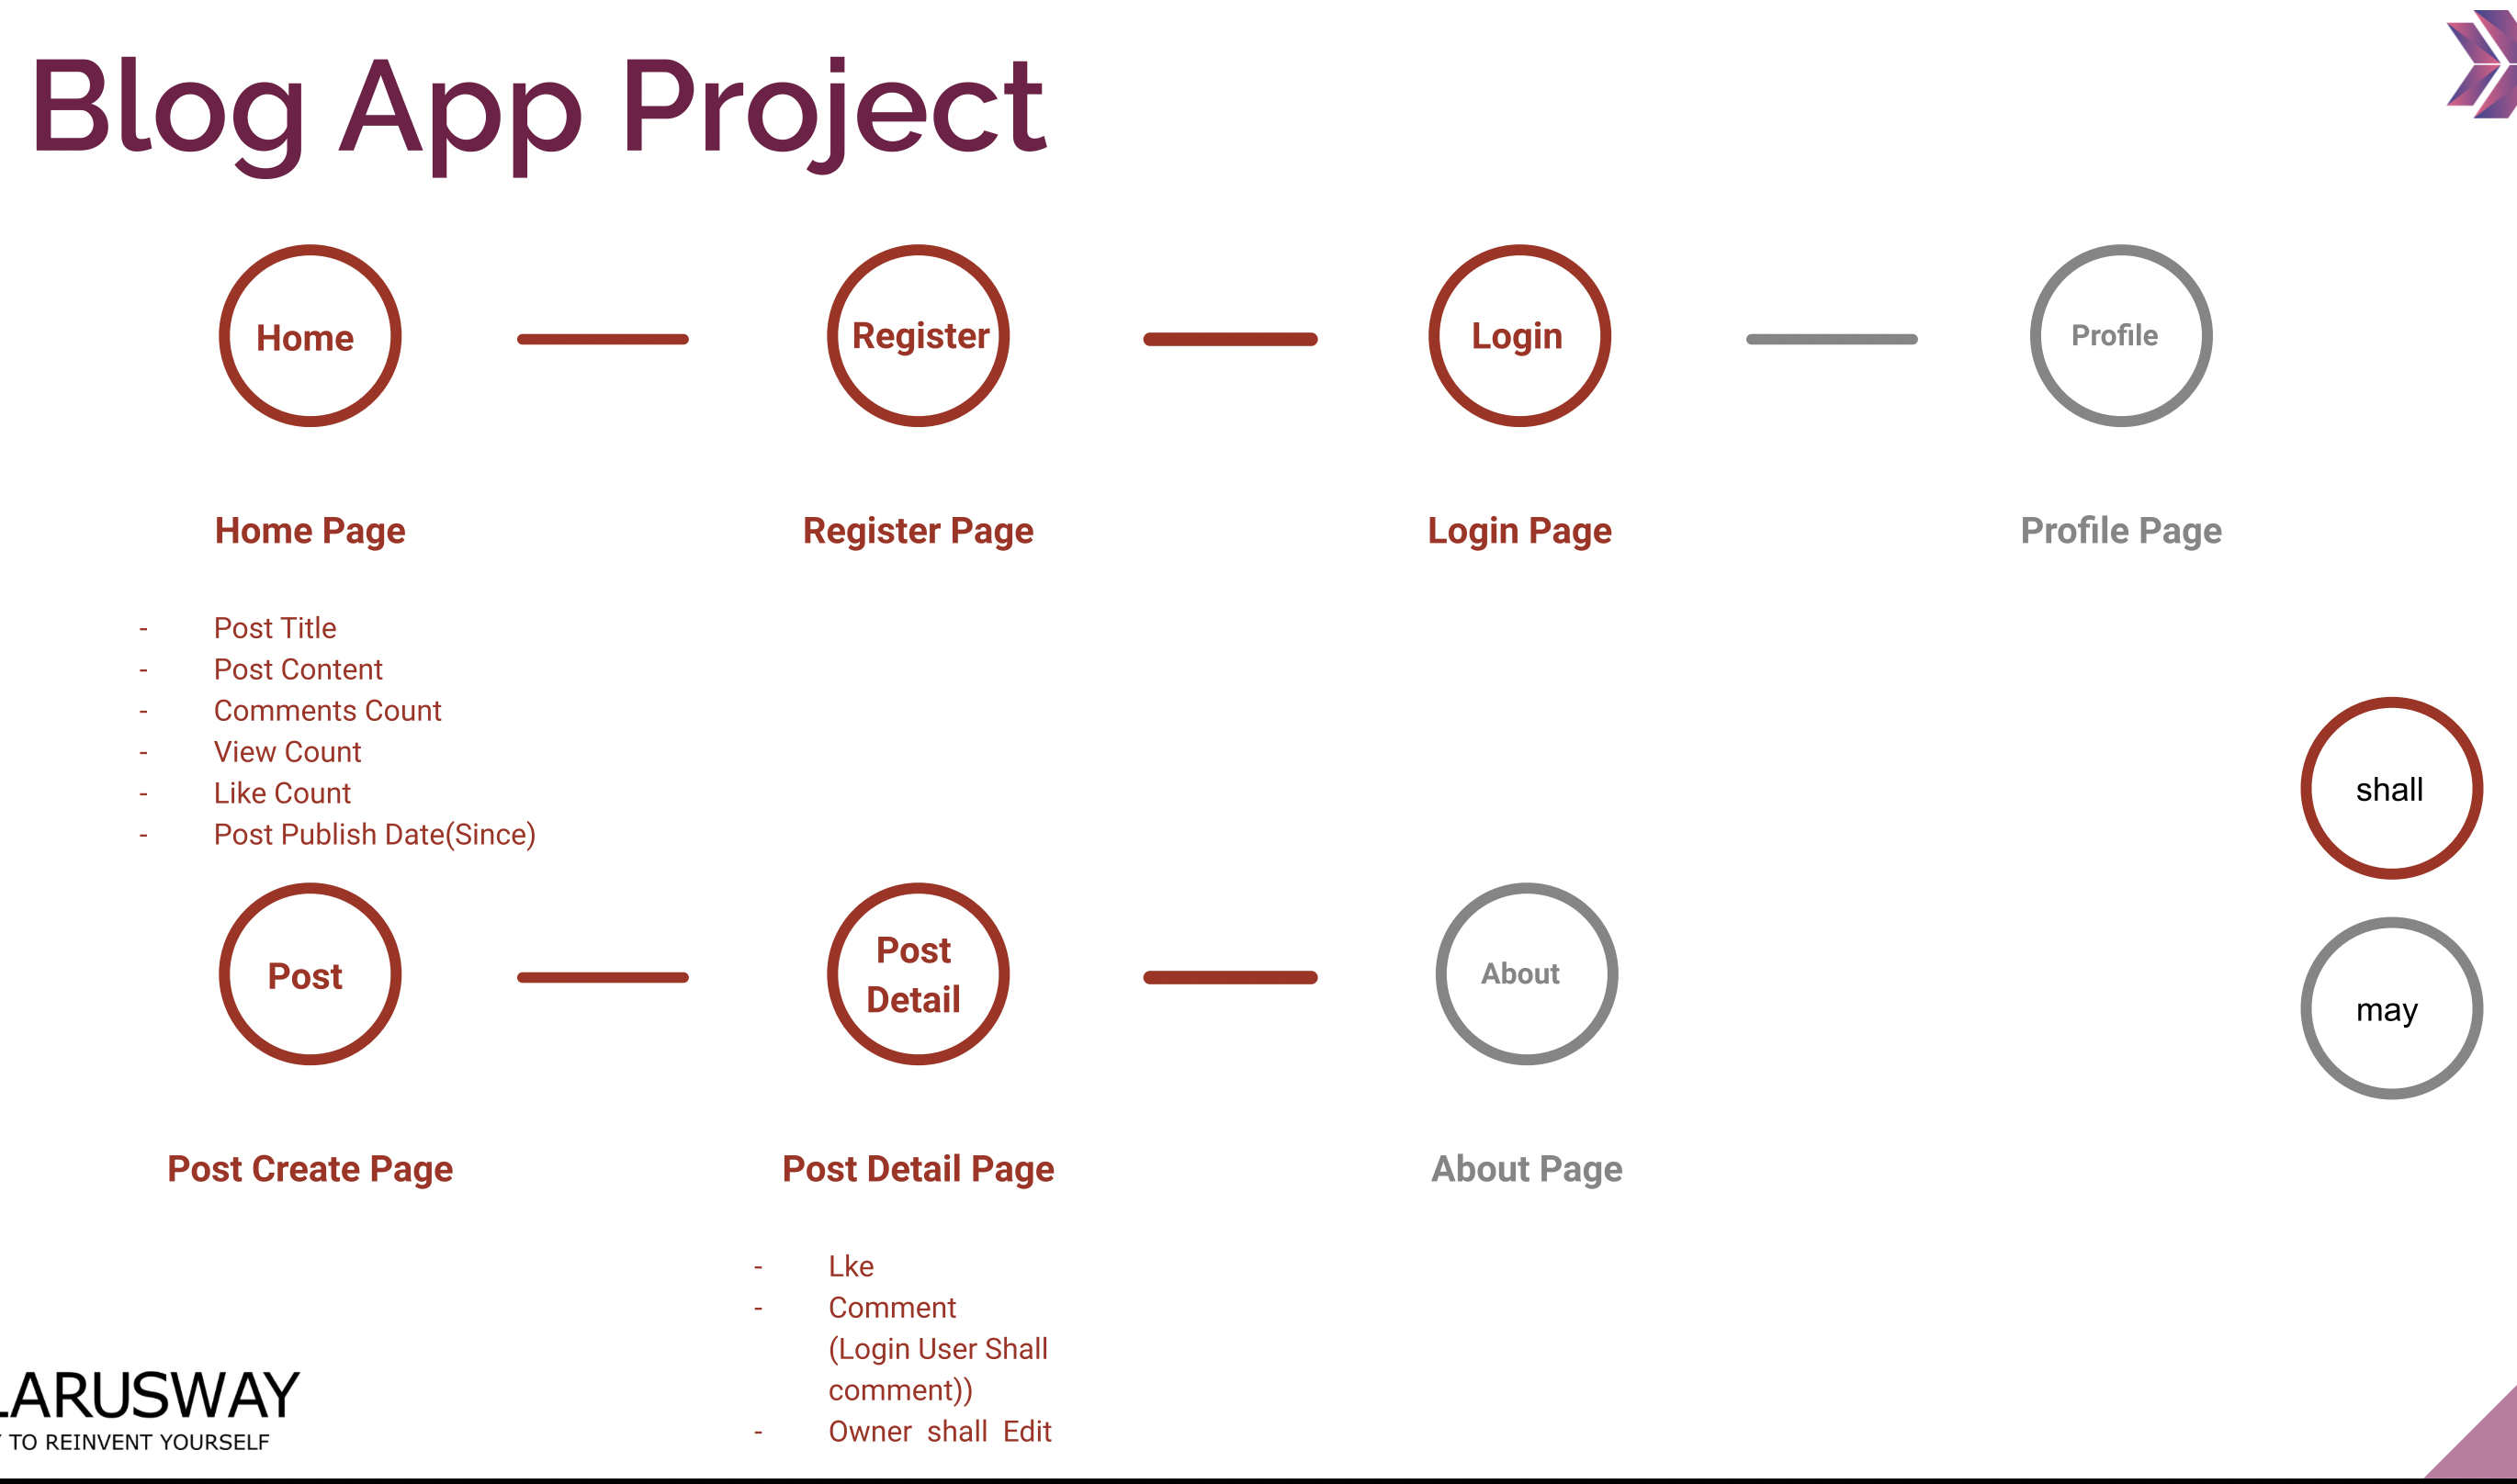 Blog App Project
Home
Register
Login
Profile
Home Page
Register Page
Login Page
Profile Page
- Post Title
- Post Content
- Comments Count
- View Count
- Like Count
- Post Publish Date(Since)
shall
may
Post
Post
Detail
About
Post Create Page
Post Detail Page
About Page
- Lke
- Comment
(Login User Shall
comment))
- Owner shall Edit
LARUSWAY
TO REINVENT YOURSELF